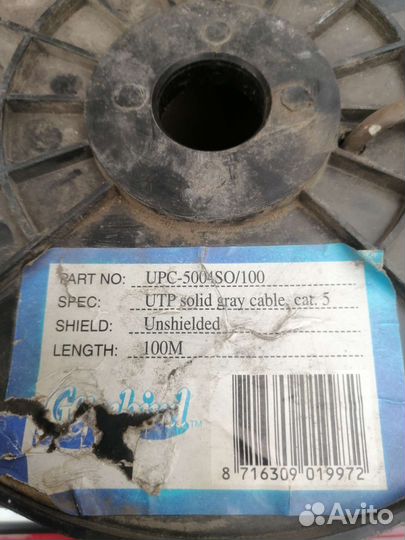 PART NO: UPC-5004SO/100
SPEC: UTP solid gray cable, cat. 5
SHIELD: Unshielded
LENGTH: 100M
TM
8 716309 019972
Avito